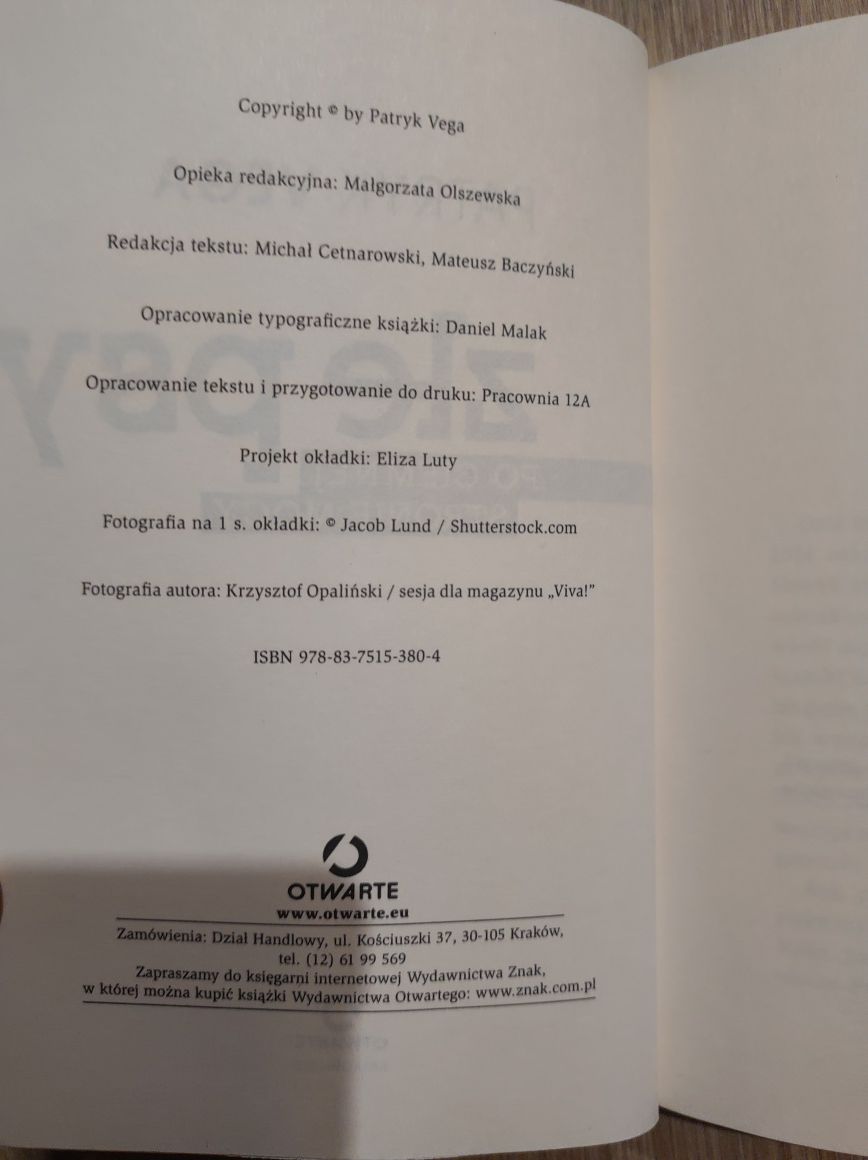 Copyright © by Patryk Vega
Opieka redakcyjna: Małgorzata Olszewska
Redakcja tekstu: Michał Cetnarowski, Mateusz Baczyński
Opracowanie typograficzne książki: Daniel Malak
Opracowanie tekstu i przygotowanie do druku: Pracownia 12A
Projekt okładki: Eliza Luty
Fotografia na 1 s. okładki: © Jacob Lund / Shutterstock.com
Fotografia autora: Krzysztof Opaliński / sesja dla magazynu „Viva!”
ISBN 978-83-7515-380-4
OTWARTE
www.otwarte.eu
Zamówienia: Dział Handlowy, ul. Kościuszki 37, 30-105 Kraków,
tel. (12) 61 99 569
Zapraszamy do księgarni internetowej Wydawnictwa Znak,
w której można kupić książki Wydawnictwa Otwartego: www.znak.com.pl